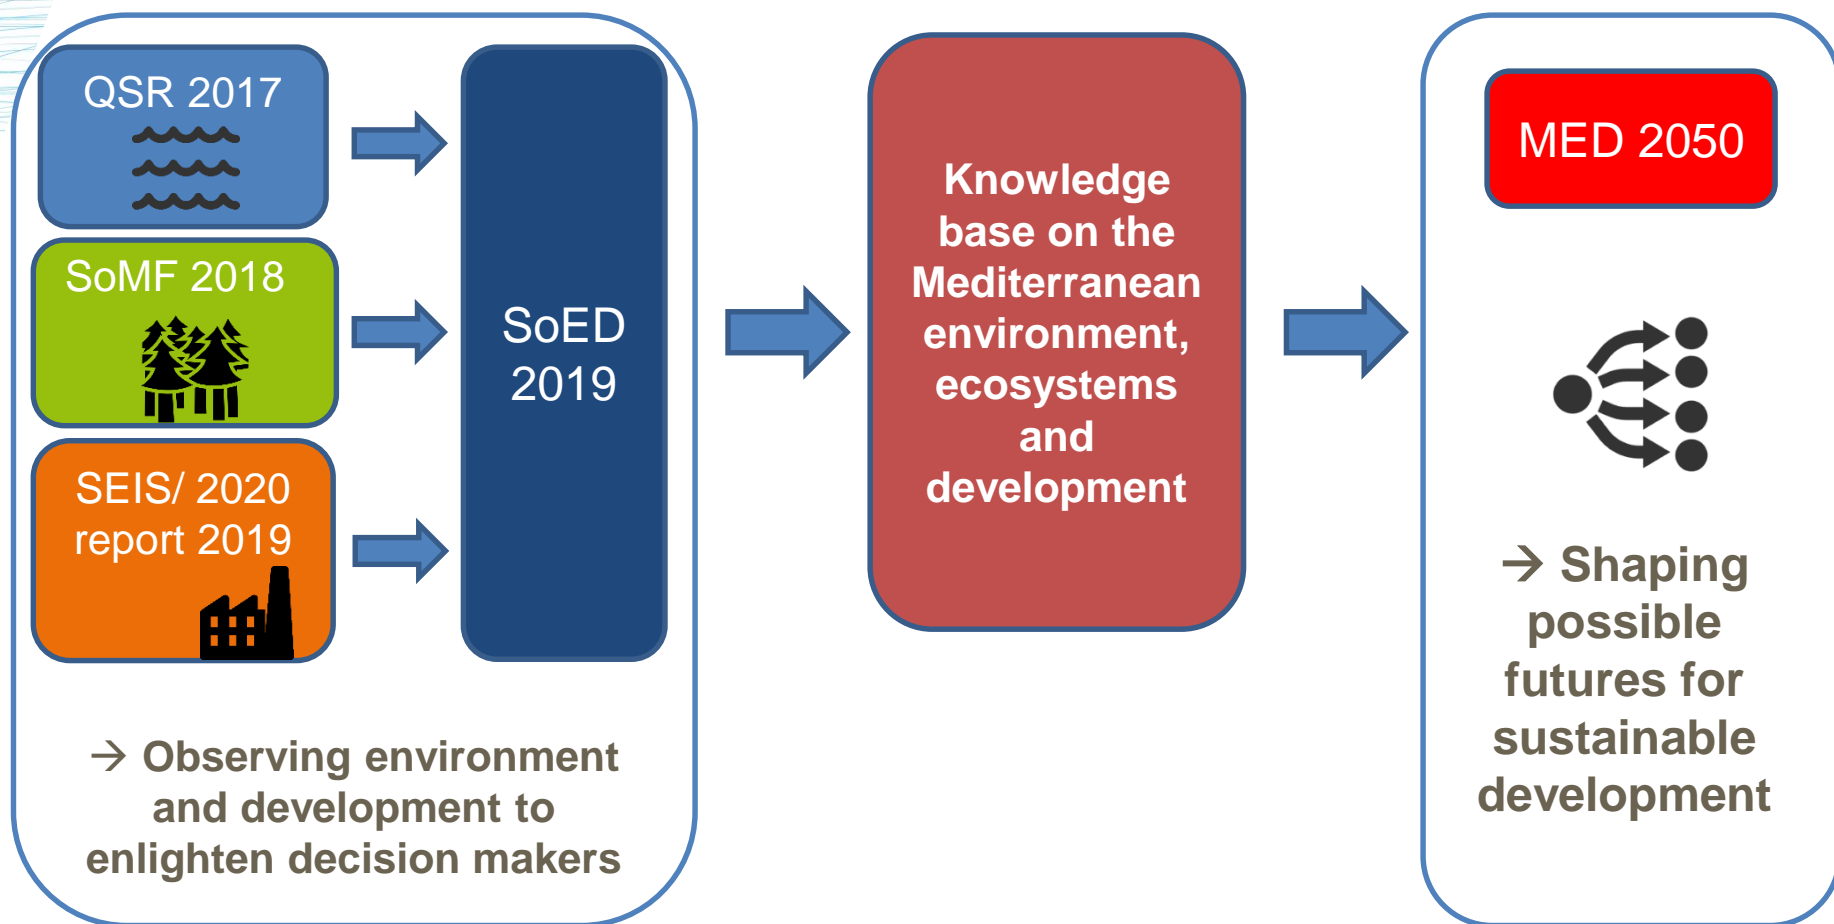 QSR 2017
SoMF 2018
SEIS/ 2020
report 2019
SoED
2019
→ Observing environment
and development to
enlighten decision makers
Knowledge
base on the
Mediterranean
environment,
ecosystems
and
development
MED 2050
→ Shaping
possible
futures for
sustainable
development